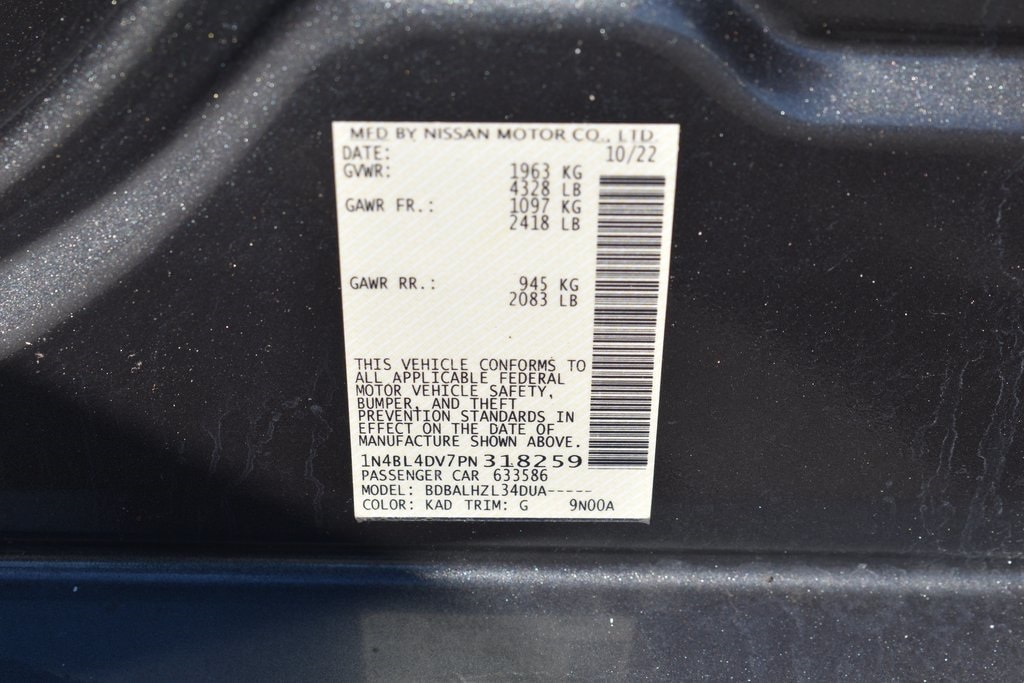 MFD BY NISSAN MOTOR CO., LTD.
DATE: 10/22
GVWR: 1963 KG
4328 LB
GAWR FR.: 1097 KG
2418 LB
GAWR RR.: 945 KG
2083 LB
THIS VEHICLE CONFORMS TO
ALL APPLICABLE FEDERAL
MOTOR VEHICLE SAFETY,
BUMPER, AND THEFT
PREVENTION STANDARDS IN
EFFECT ON THE DATE OF
MANUFACTURE SHOWN ABOVE.
1N4BL4DV7PN318259
PASSENGER CAR 633586
MODEL: BDBALHZL34DUA-----
COLOR: KAD TRIM: G 9N00A